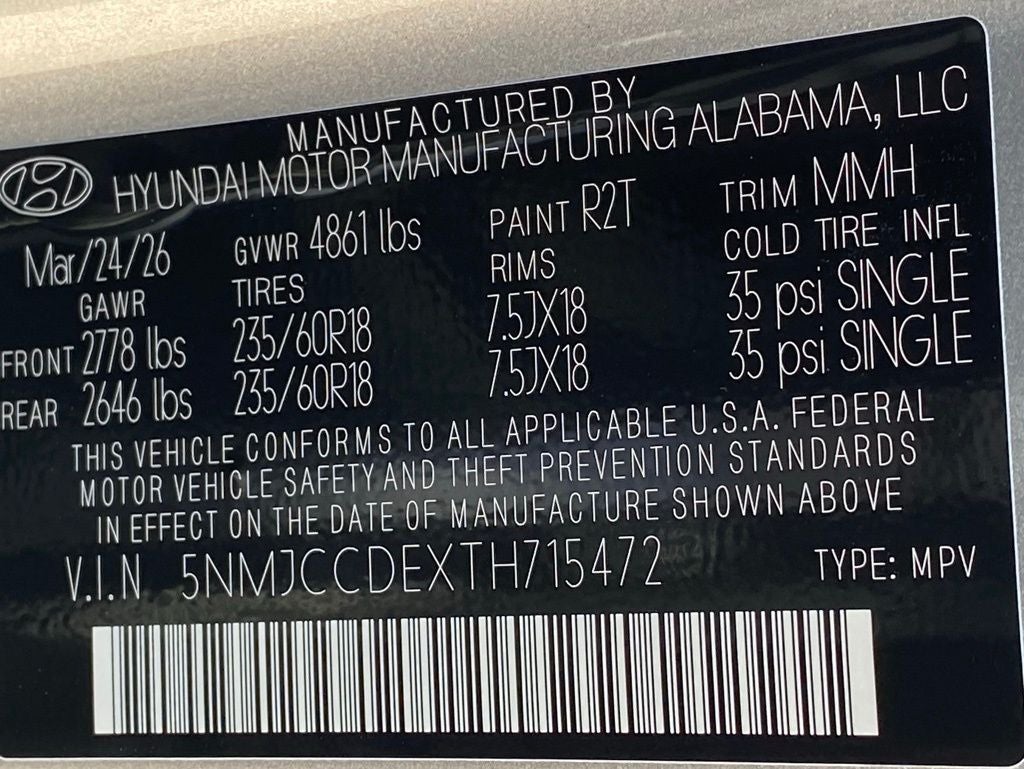 MANUFACTURED BY
HYUNDAI MOTOR MANUFACTURING ALABAMA, LLC
Mar/24/26 GVWR 4861 lbs PAINT R2T TRIM MMH
GAWR TIRES RIMS COLD TIRE INFL
FRONT 2778 lbs 235/60R18 7.5JX18 35 psi SINGLE
REAR 2646 lbs 235/60R18 7.5JX18 35 psi SINGLE
THIS VEHICLE CONFORMS TO ALL APPLICABLE U.S.A. FEDERAL
MOTOR VEHICLE SAFETY AND THEFT PREVENTION STANDARDS
IN EFFECT ON THE DATE OF MANUFACTURE SHOWN ABOVE
V.I.N 5NMJCCDEXTH715472 TYPE: MPV